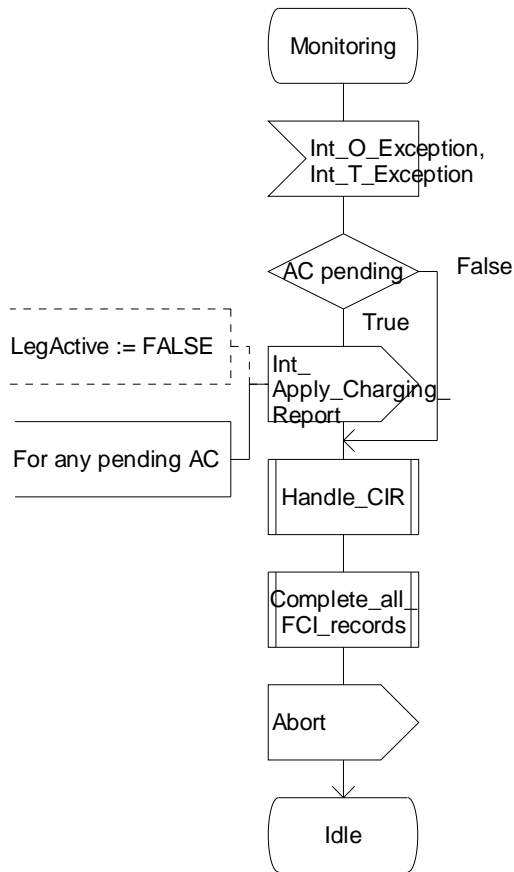 Monitoring
Int_O_Exception,
Int_T_Exception
AC pending
False
True
LegActive := FALSE
Int_
Apply_Charging_
Report
For any pending AC
Handle_CIR
Complete_all_
FCI_records
Abort
Idle